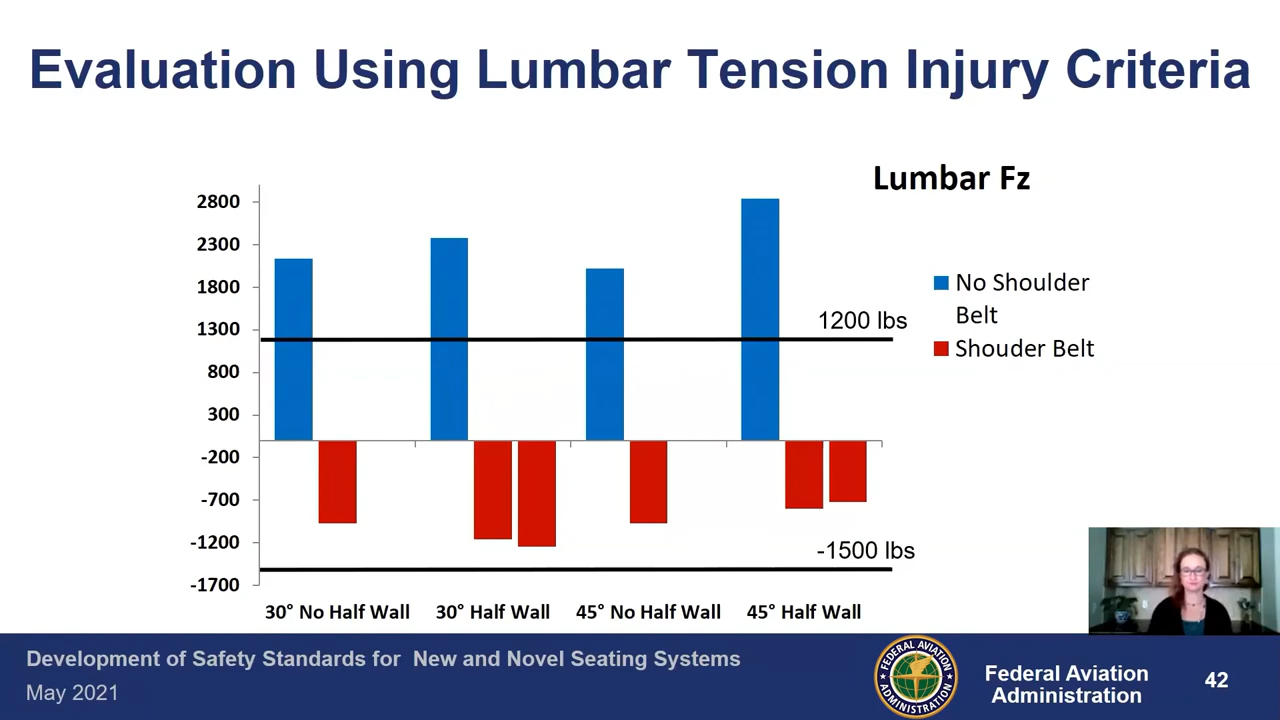 Evaluation Using Lumbar Tension Injury Criteria
Lumbar Fz
2800
2300
1800
1300
800
300
-200
-700
-1200
-1700
1200 lbs
-1500 lbs
No Shoulder
Belt
Shouder Belt
30° No Half Wall
30° Half Wall
45° No Half Wall
45° Half Wall
Development of Safety Standards for New and Novel Seating Systems
May 2021
FEDERAL AVIATION
ADMINISTRATION
Federal Aviation
Administration
42